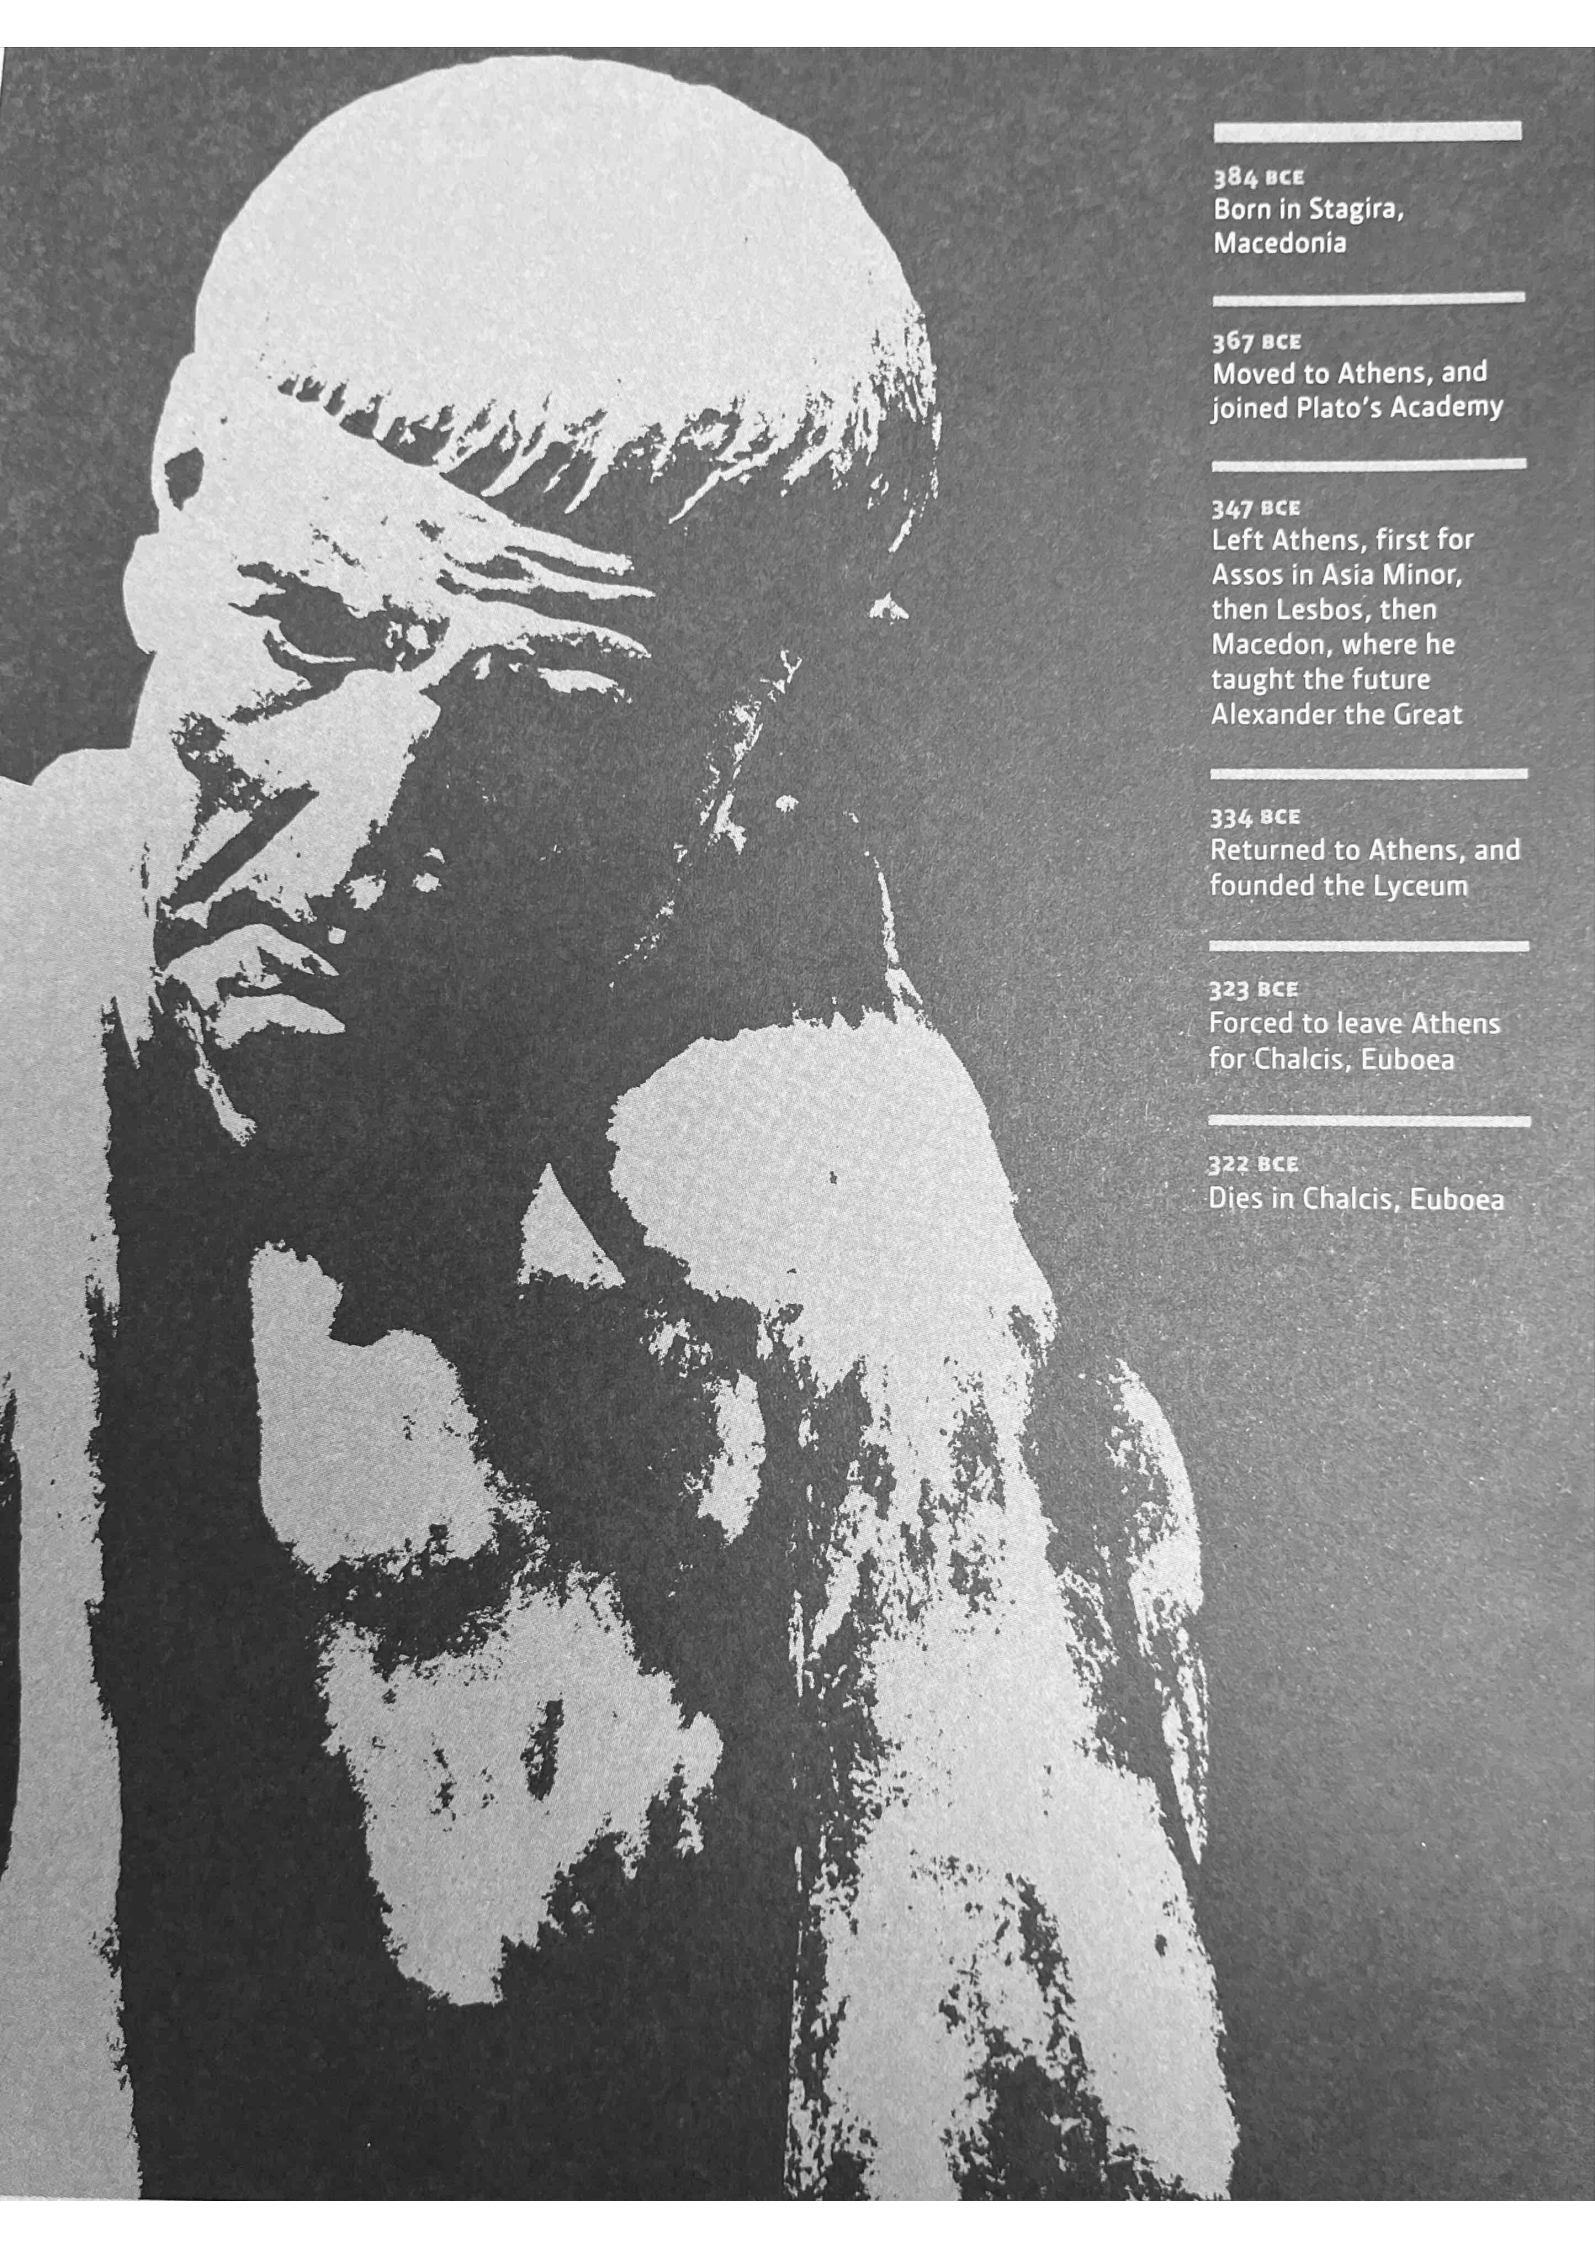 384 BCE
Born in Stagira,
Macedonia
367 BCE
Moved to Athens, and
joined Plato's Academy
347 BCE
Left Athens, first for
Assos in Asia Minor,
then Lesbos, then
Macedon, where he
taught the future
Alexander the Great
334 BCE
Returned to Athens, and
founded the Lyceum
323 BCE
Forced to leave Athens
for Chalcis, Euboea
322 BCE
Dies in Chalcis, Euboea